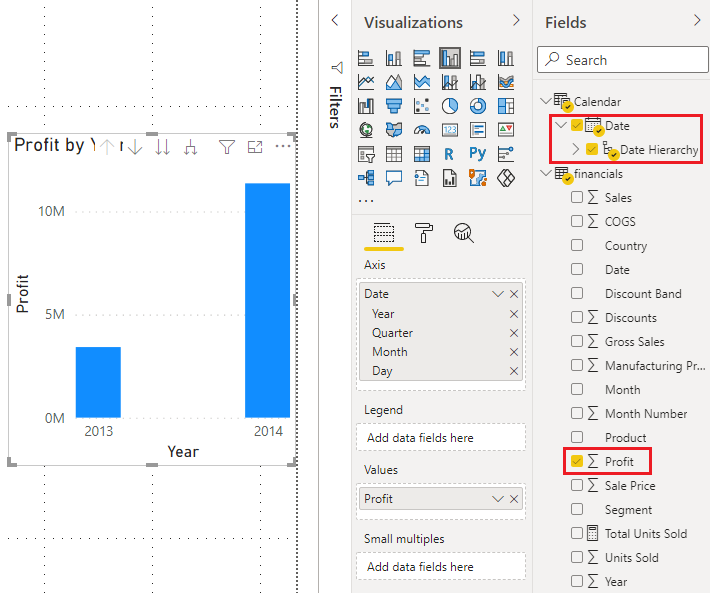 Profit by Y r
10M
5M
0M
Profit
2013
2014
Year
Filters
Visualizations
123
R
Py
Axis
Date
Year
Quarter
Month
Day
Legend
Add data fields here
Values
Profit
Small multiples
Add data fields here
Fields
Search
Calendar
Date
Date Hierarchy
financials
Σ Sales
Σ COGS
Country
Date
Discount Band
Σ Discounts
Σ Gross Sales
Σ Manufacturing Pr...
Month
Σ Month Number
Product
Σ Profit
Σ Sale Price
Segment
Total Units Sold
Σ Units Sold
Σ Year